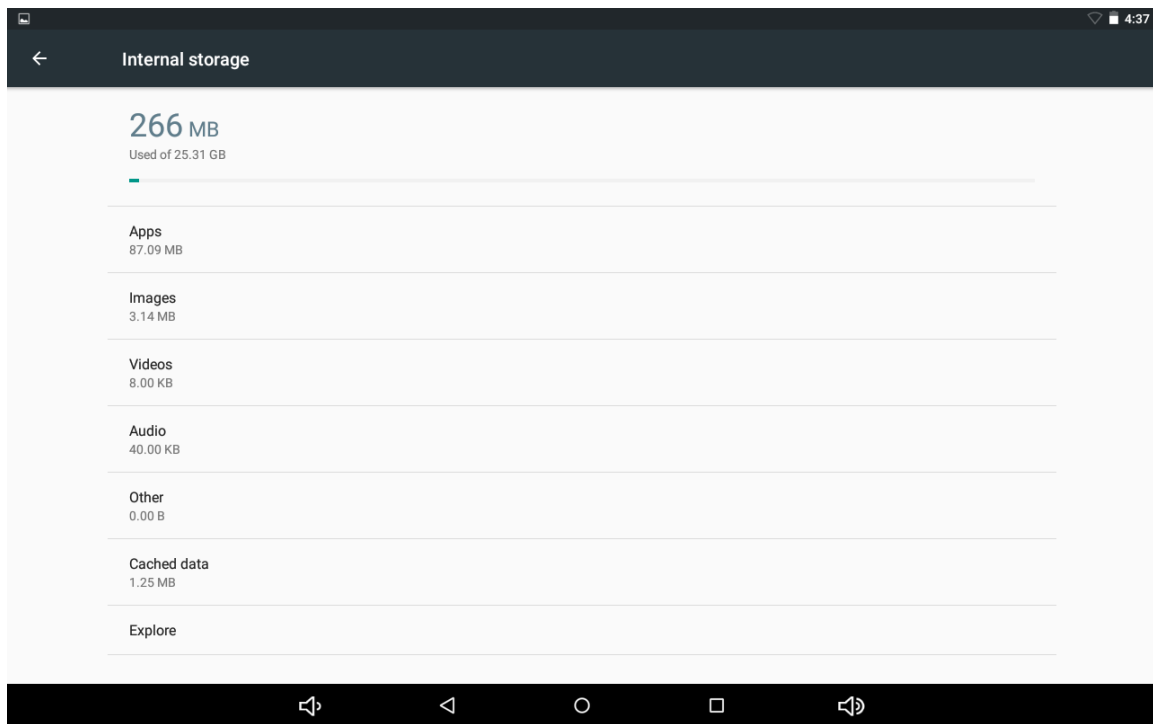 4:37
Internal storage
266 MB
Used of 25.31 GB
Apps
87.09 MB
Images
3.14 MB
Videos
8.00 KB
Audio
40.00 KB
Other
0.00 B
Cached data
1.25 MB
Explore